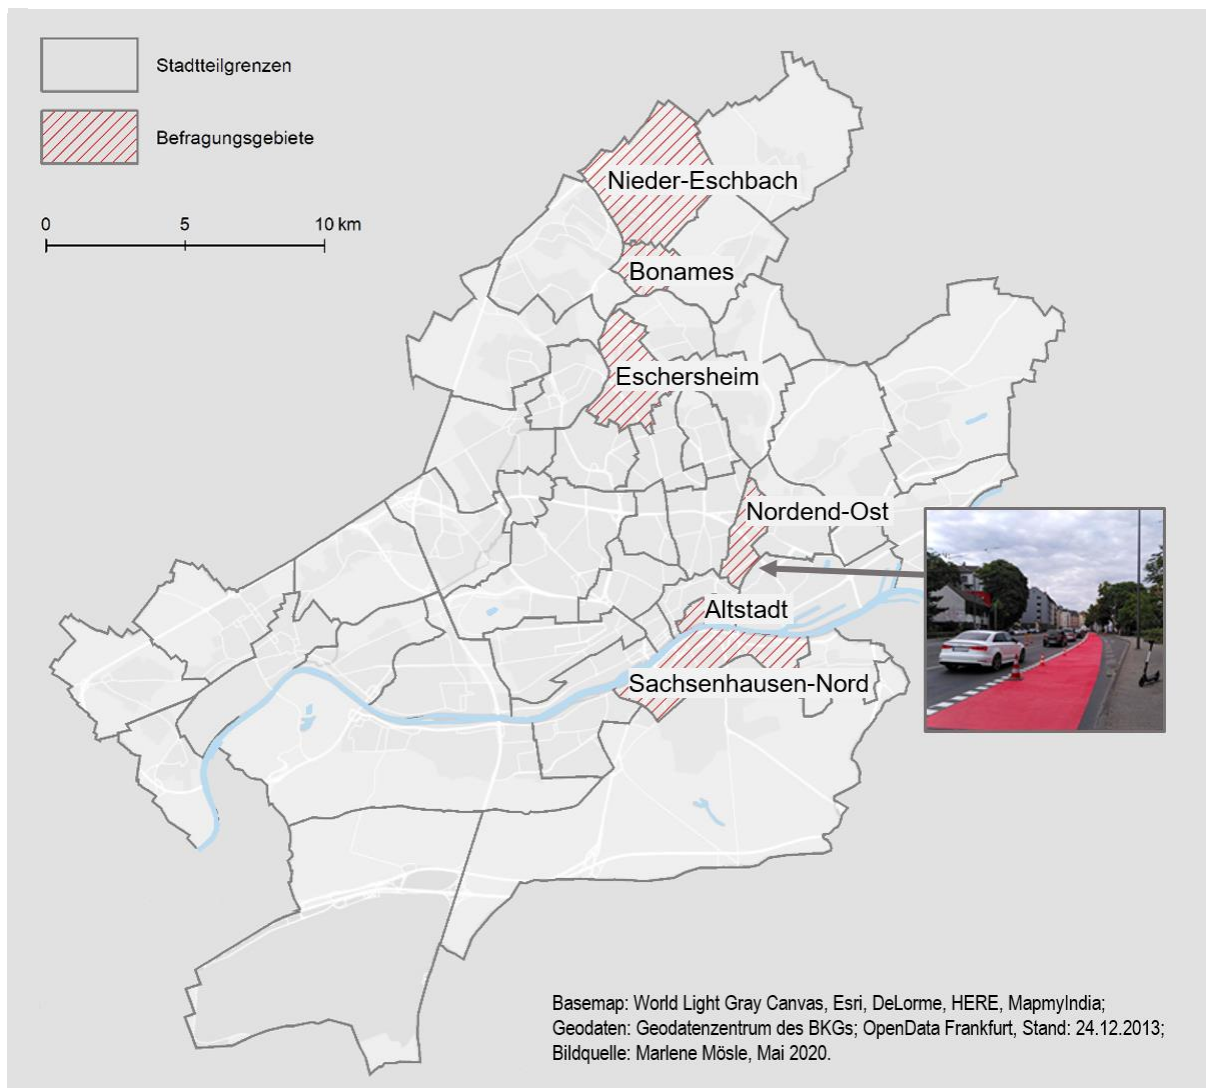 Stadtteilgrenzen
Befragungsgebiete
0 5 10 km
Nieder-Eschbach
Bonames
Eschersheim
Nordend-Ost
Altstadt
Sachsenhausen-Nord
Basemap: World Light Gray Canvas, Esri, DeLorme, HERE, MapmyIndia;
Geodaten: Geodatenzentrum des BKGs; OpenData Frankfurt, Stand: 24.12.2013;
Bildquelle: Marlene Mösle, Mai 2020.